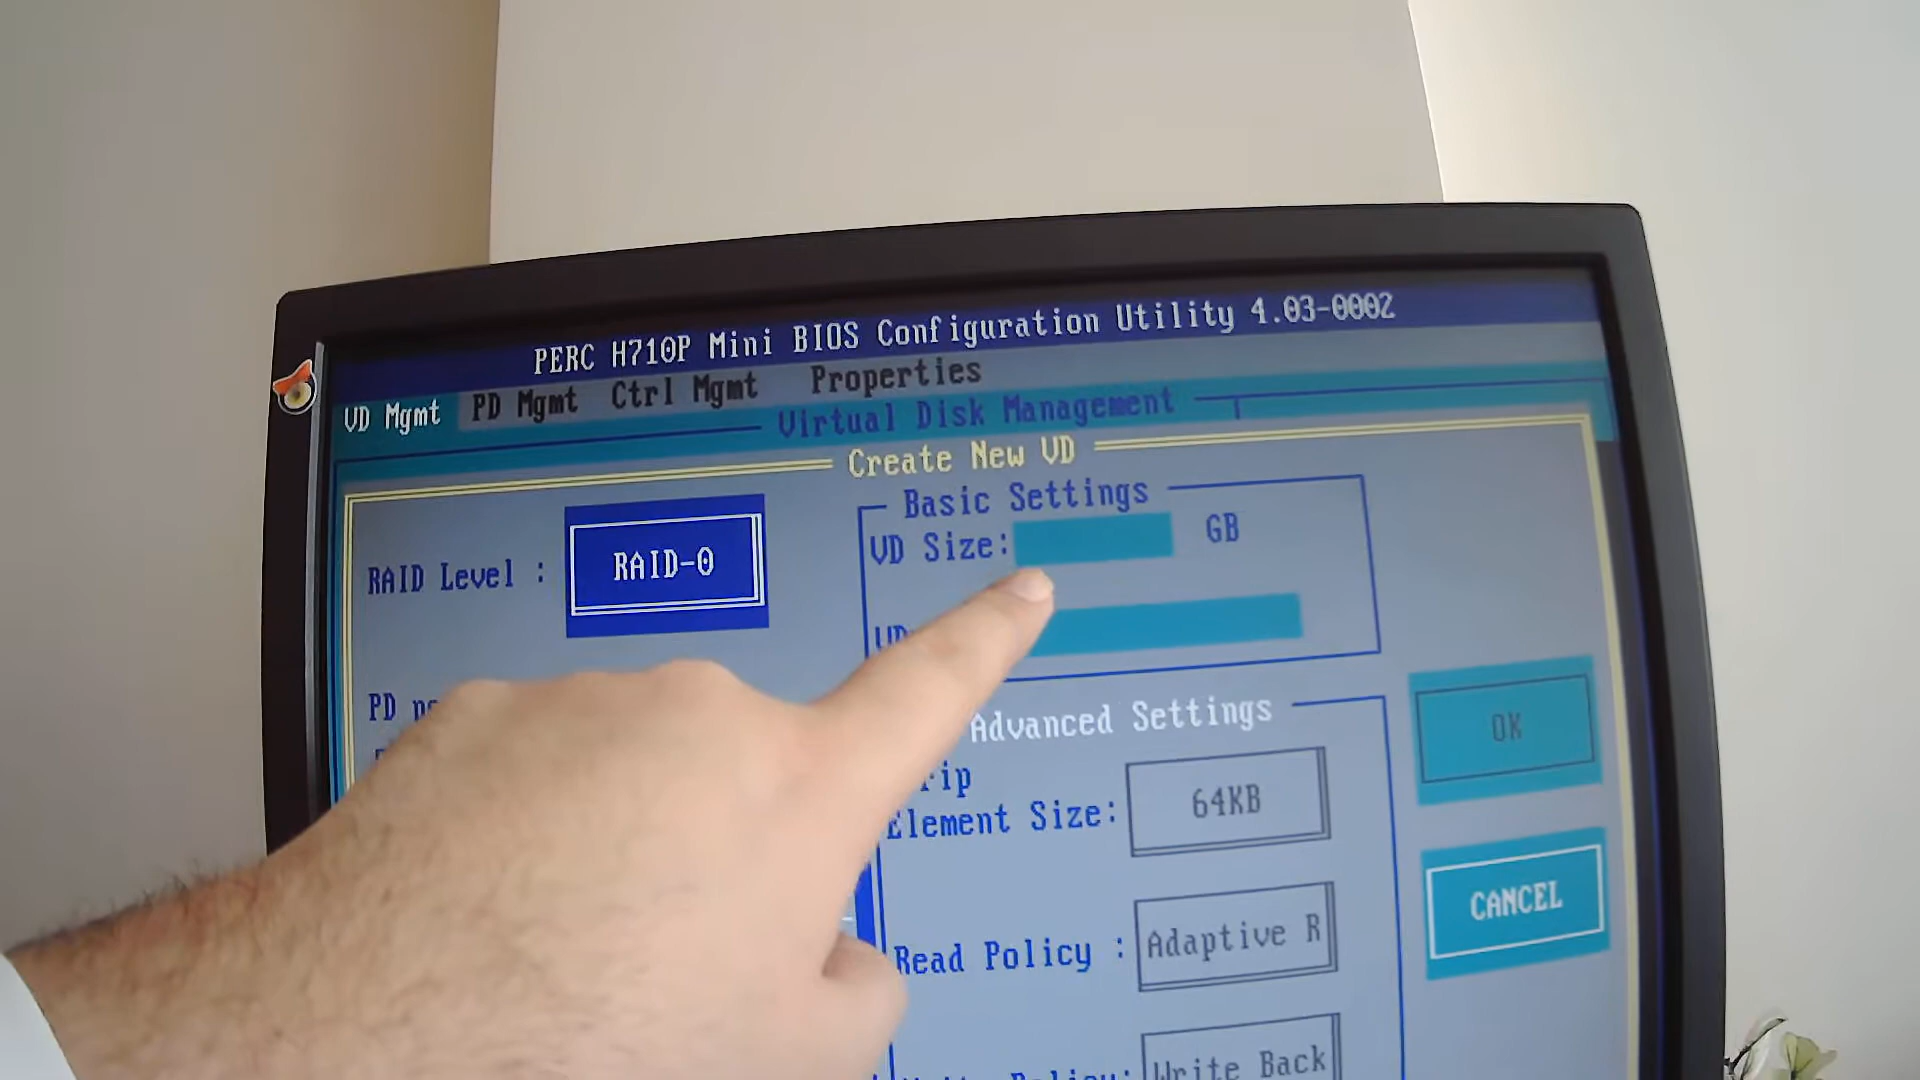 PERC H710P Mini BIOS Configuration Utility 4.03-0002
VD Mgmt PD Mgmt Ctrl Mgmt Properties
Virtual Disk Management
Create New VD
Basic Settings
RAID Level : RAID-0
VD Size: GB
VD
PD
Advanced Settings
Element Size: 64KB
Read Policy : Adaptive R
Write Back
OK
CANCEL